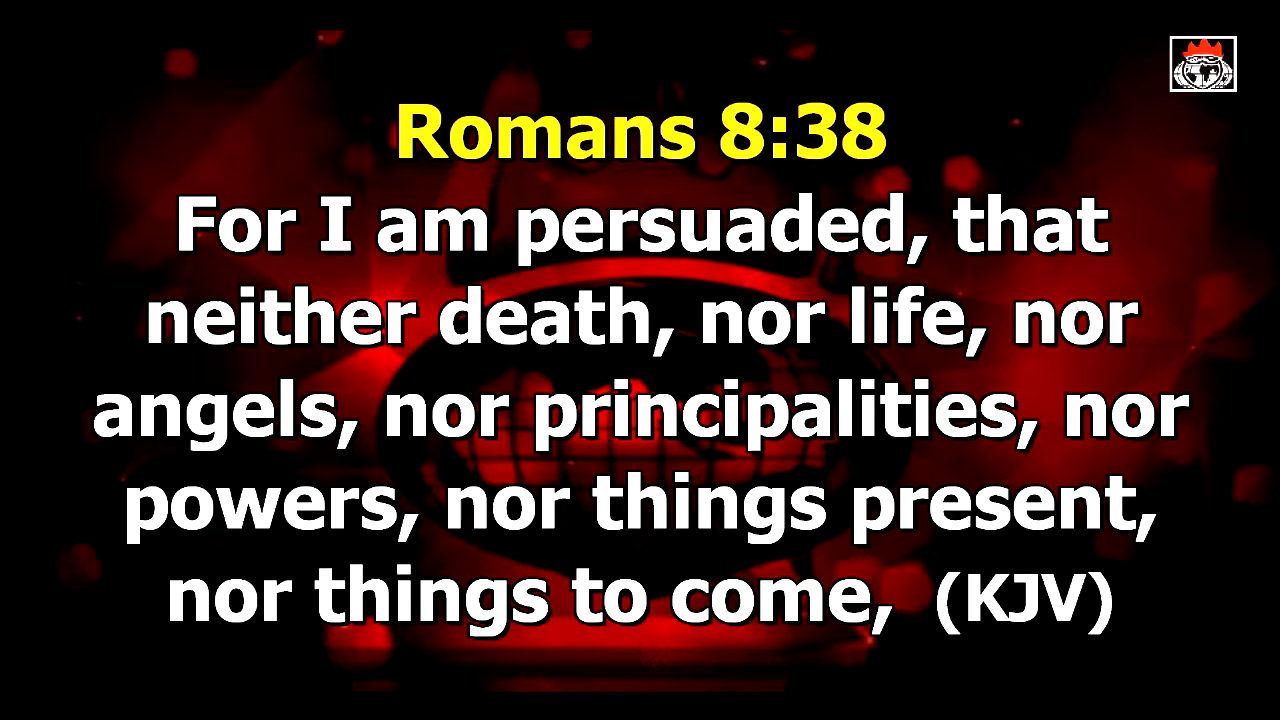 Romans 8:38
For I am persuaded, that
neither death, nor life, nor
angels, nor principalities, nor
powers, nor things present,
nor things to come, (KJV)